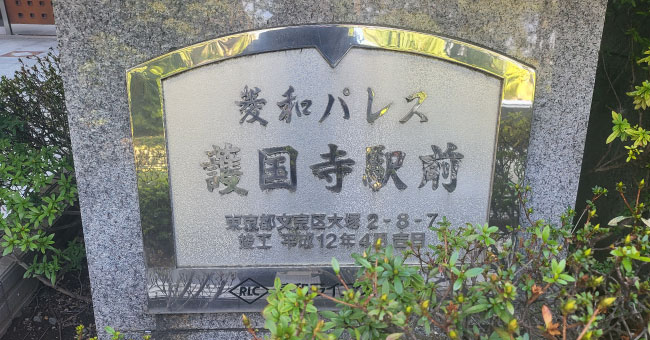 菱和パレス
護国寺駅前
東京都文京区大塚2-8-7
竣工 平成12年4月吉日
RLC